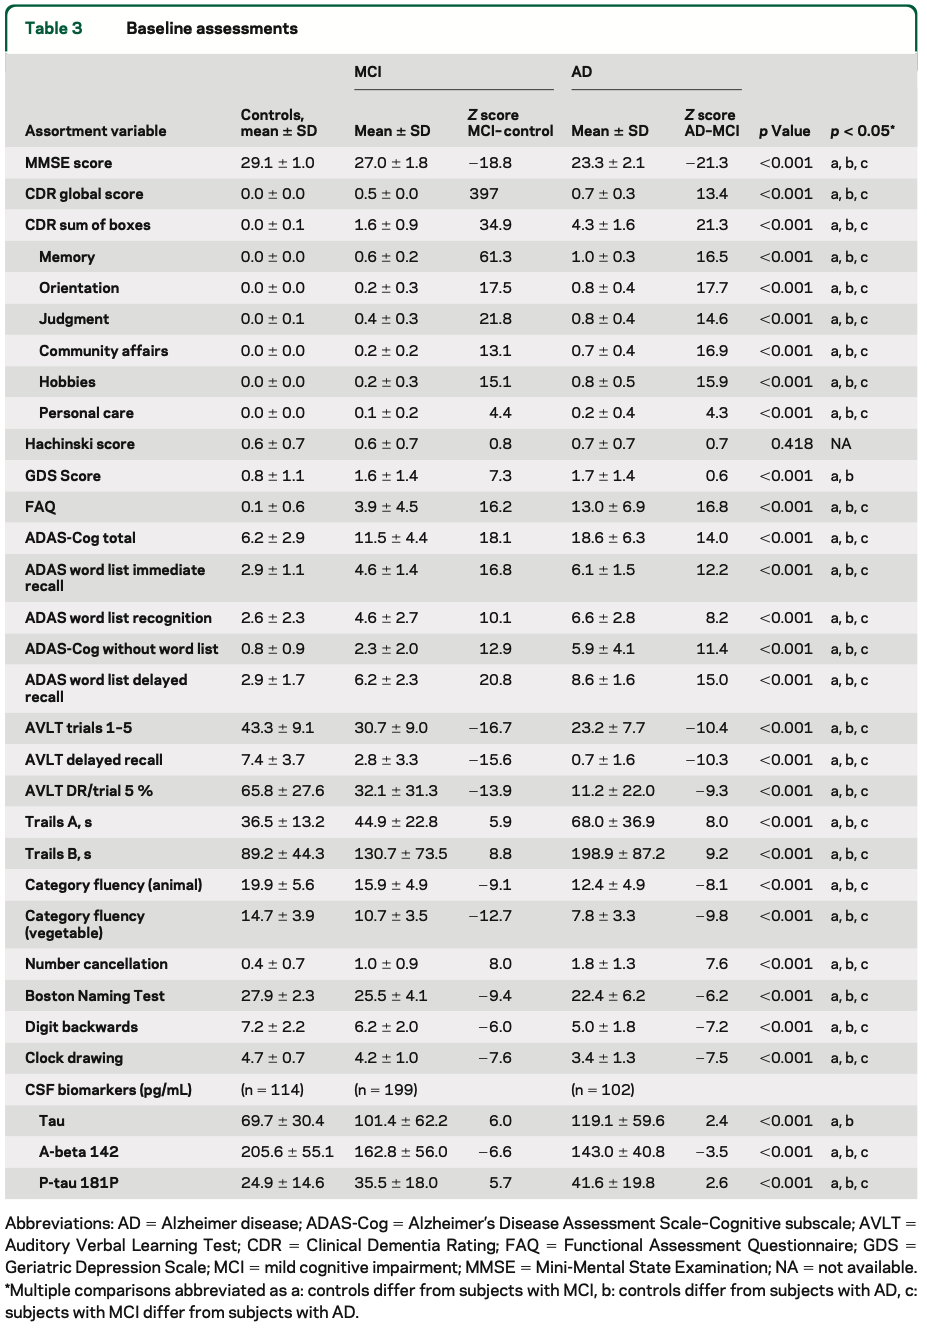 Table 3 Baseline assessments
MCI AD
Controls, Z score Z score
Assortment variable mean ± SD Mean ± SD MCI–control Mean ± SD AD–MCI p Value p < 0.05*
MMSE score 29.1 ± 1.0 27.0 ± 1.8 −18.8 23.3 ± 2.1 −21.3 <0.001 a, b, c
CDR global score 0.0 ± 0.0 0.5 ± 0.0 397 0.7 ± 0.3 13.4 <0.001 a, b, c
CDR sum of boxes 0.0 ± 0.1 1.6 ± 0.9 34.9 4.3 ± 1.6 21.3 <0.001 a, b, c
Memory 0.0 ± 0.0 0.6 ± 0.2 61.3 1.0 ± 0.3 16.5 <0.001 a, b, c
Orientation 0.0 ± 0.0 0.2 ± 0.3 17.5 0.8 ± 0.4 17.7 <0.001 a, b, c
Judgment 0.0 ± 0.1 0.4 ± 0.3 21.8 0.8 ± 0.4 14.6 <0.001 a, b, c
Community affairs 0.0 ± 0.0 0.2 ± 0.2 13.1 0.7 ± 0.4 16.9 <0.001 a, b, c
Hobbies 0.0 ± 0.0 0.2 ± 0.3 15.1 0.8 ± 0.5 15.9 <0.001 a, b, c
Personal care 0.0 ± 0.0 0.1 ± 0.2 4.4 0.2 ± 0.4 4.3 <0.001 a, b, c
Hachinski score 0.6 ± 0.7 0.6 ± 0.7 0.8 0.7 ± 0.7 0.7 0.418 NA
GDS Score 0.8 ± 1.1 1.6 ± 1.4 7.3 1.7 ± 1.4 0.6 <0.001 a, b
FAQ 0.1 ± 0.6 3.9 ± 4.5 16.2 13.0 ± 6.9 16.8 <0.001 a, b, c
ADAS-Cog total 6.2 ± 2.9 11.5 ± 4.4 18.1 18.6 ± 6.3 14.0 <0.001 a, b, c
ADAS word list immediate 2.9 ± 1.1 4.6 ± 1.4 16.8 6.1 ± 1.5 12.2 <0.001 a, b, c
recall
ADAS word list recognition 2.6 ± 2.3 4.6 ± 2.7 10.1 6.6 ± 2.8 8.2 <0.001 a, b, c
ADAS-Cog without word list 0.8 ± 0.9 2.3 ± 2.0 12.9 5.9 ± 4.1 11.4 <0.001 a, b, c
ADAS word list delayed 2.9 ± 1.7 6.2 ± 2.3 20.8 8.6 ± 1.6 15.0 <0.001 a, b, c
recall
AVLT trials 1–5 43.3 ± 9.1 30.7 ± 9.0 −16.7 23.2 ± 7.7 −10.4 <0.001 a, b, c
AVLT delayed recall 7.4 ± 3.7 2.8 ± 3.3 −15.6 0.7 ± 1.6 −10.3 <0.001 a, b, c
AVLT DR/trial 5 % 65.8 ± 27.6 32.1 ± 31.3 −13.9 11.2 ± 22.0 −9.3 <0.001 a, b, c
Trails A, s 36.5 ± 13.2 44.9 ± 22.8 5.9 68.0 ± 36.9 8.0 <0.001 a, b, c
Trails B, s 89.2 ± 44.3 130.7 ± 73.5 8.8 198.9 ± 87.2 9.2 <0.001 a, b, c
Category fluency (animal) 19.9 ± 5.6 15.9 ± 4.9 −9.1 12.4 ± 4.9 −8.1 <0.001 a, b, c
Category fluency 14.7 ± 3.9 10.7 ± 3.5 −12.7 7.8 ± 3.3 −9.8 <0.001 a, b, c
(vegetable)
Number cancellation 0.4 ± 0.7 1.0 ± 0.9 8.0 1.8 ± 1.3 7.6 <0.001 a, b, c
Boston Naming Test 27.9 ± 2.3 25.5 ± 4.1 −9.4 22.4 ± 6.2 −6.2 <0.001 a, b, c
Digit backwards 7.2 ± 2.2 6.2 ± 2.0 −6.0 5.0 ± 1.8 −7.2 <0.001 a, b, c
Clock drawing 4.7 ± 0.7 4.2 ± 1.0 −7.6 3.4 ± 1.3 −7.5 <0.001 a, b, c
CSF biomarkers (pg/mL) (n = 114) (n = 199) (n = 102)
Tau 69.7 ± 30.4 101.4 ± 62.2 6.0 119.1 ± 59.6 2.4 <0.001 a, b
A-beta 142 205.6 ± 55.1 162.8 ± 56.0 −6.6 143.0 ± 40.8 −3.5 <0.001 a, b, c
P-tau 181P 24.9 ± 14.6 35.5 ± 18.0 5.7 41.6 ± 19.8 2.6 <0.001 a, b, c
Abbreviations: AD = Alzheimer disease; ADAS-Cog = Alzheimer's Disease Assessment Scale–Cognitive subscale; AVLT =
Auditory Verbal Learning Test; CDR = Clinical Dementia Rating; FAQ = Functional Assessment Questionnaire; GDS =
Geriatric Depression Scale; MCI = mild cognitive impairment; MMSE = Mini-Mental State Examination; NA = not available.
*Multiple comparisons abbreviated as a: controls differ from subjects with MCI, b: controls differ from subjects with AD, c:
subjects with MCI differ from subjects with AD.